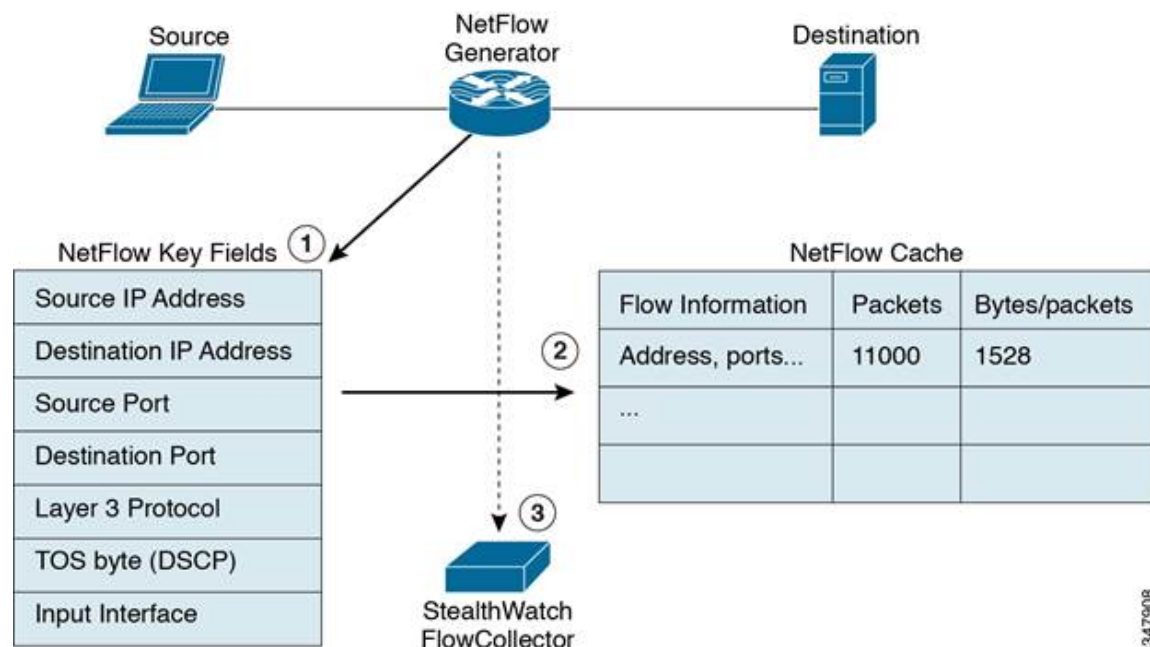 Source
NetFlow
Generator
Destination
NetFlow Key Fields
1
Source IP Address
Destination IP Address
Source Port
Destination Port
Layer 3 Protocol
TOS byte (DSCP)
Input Interface
2
NetFlow Cache
Flow Information Packets Bytes/packets
Address, ports... 11000 1528
...
3
StealthWatch
FlowCollector
347908